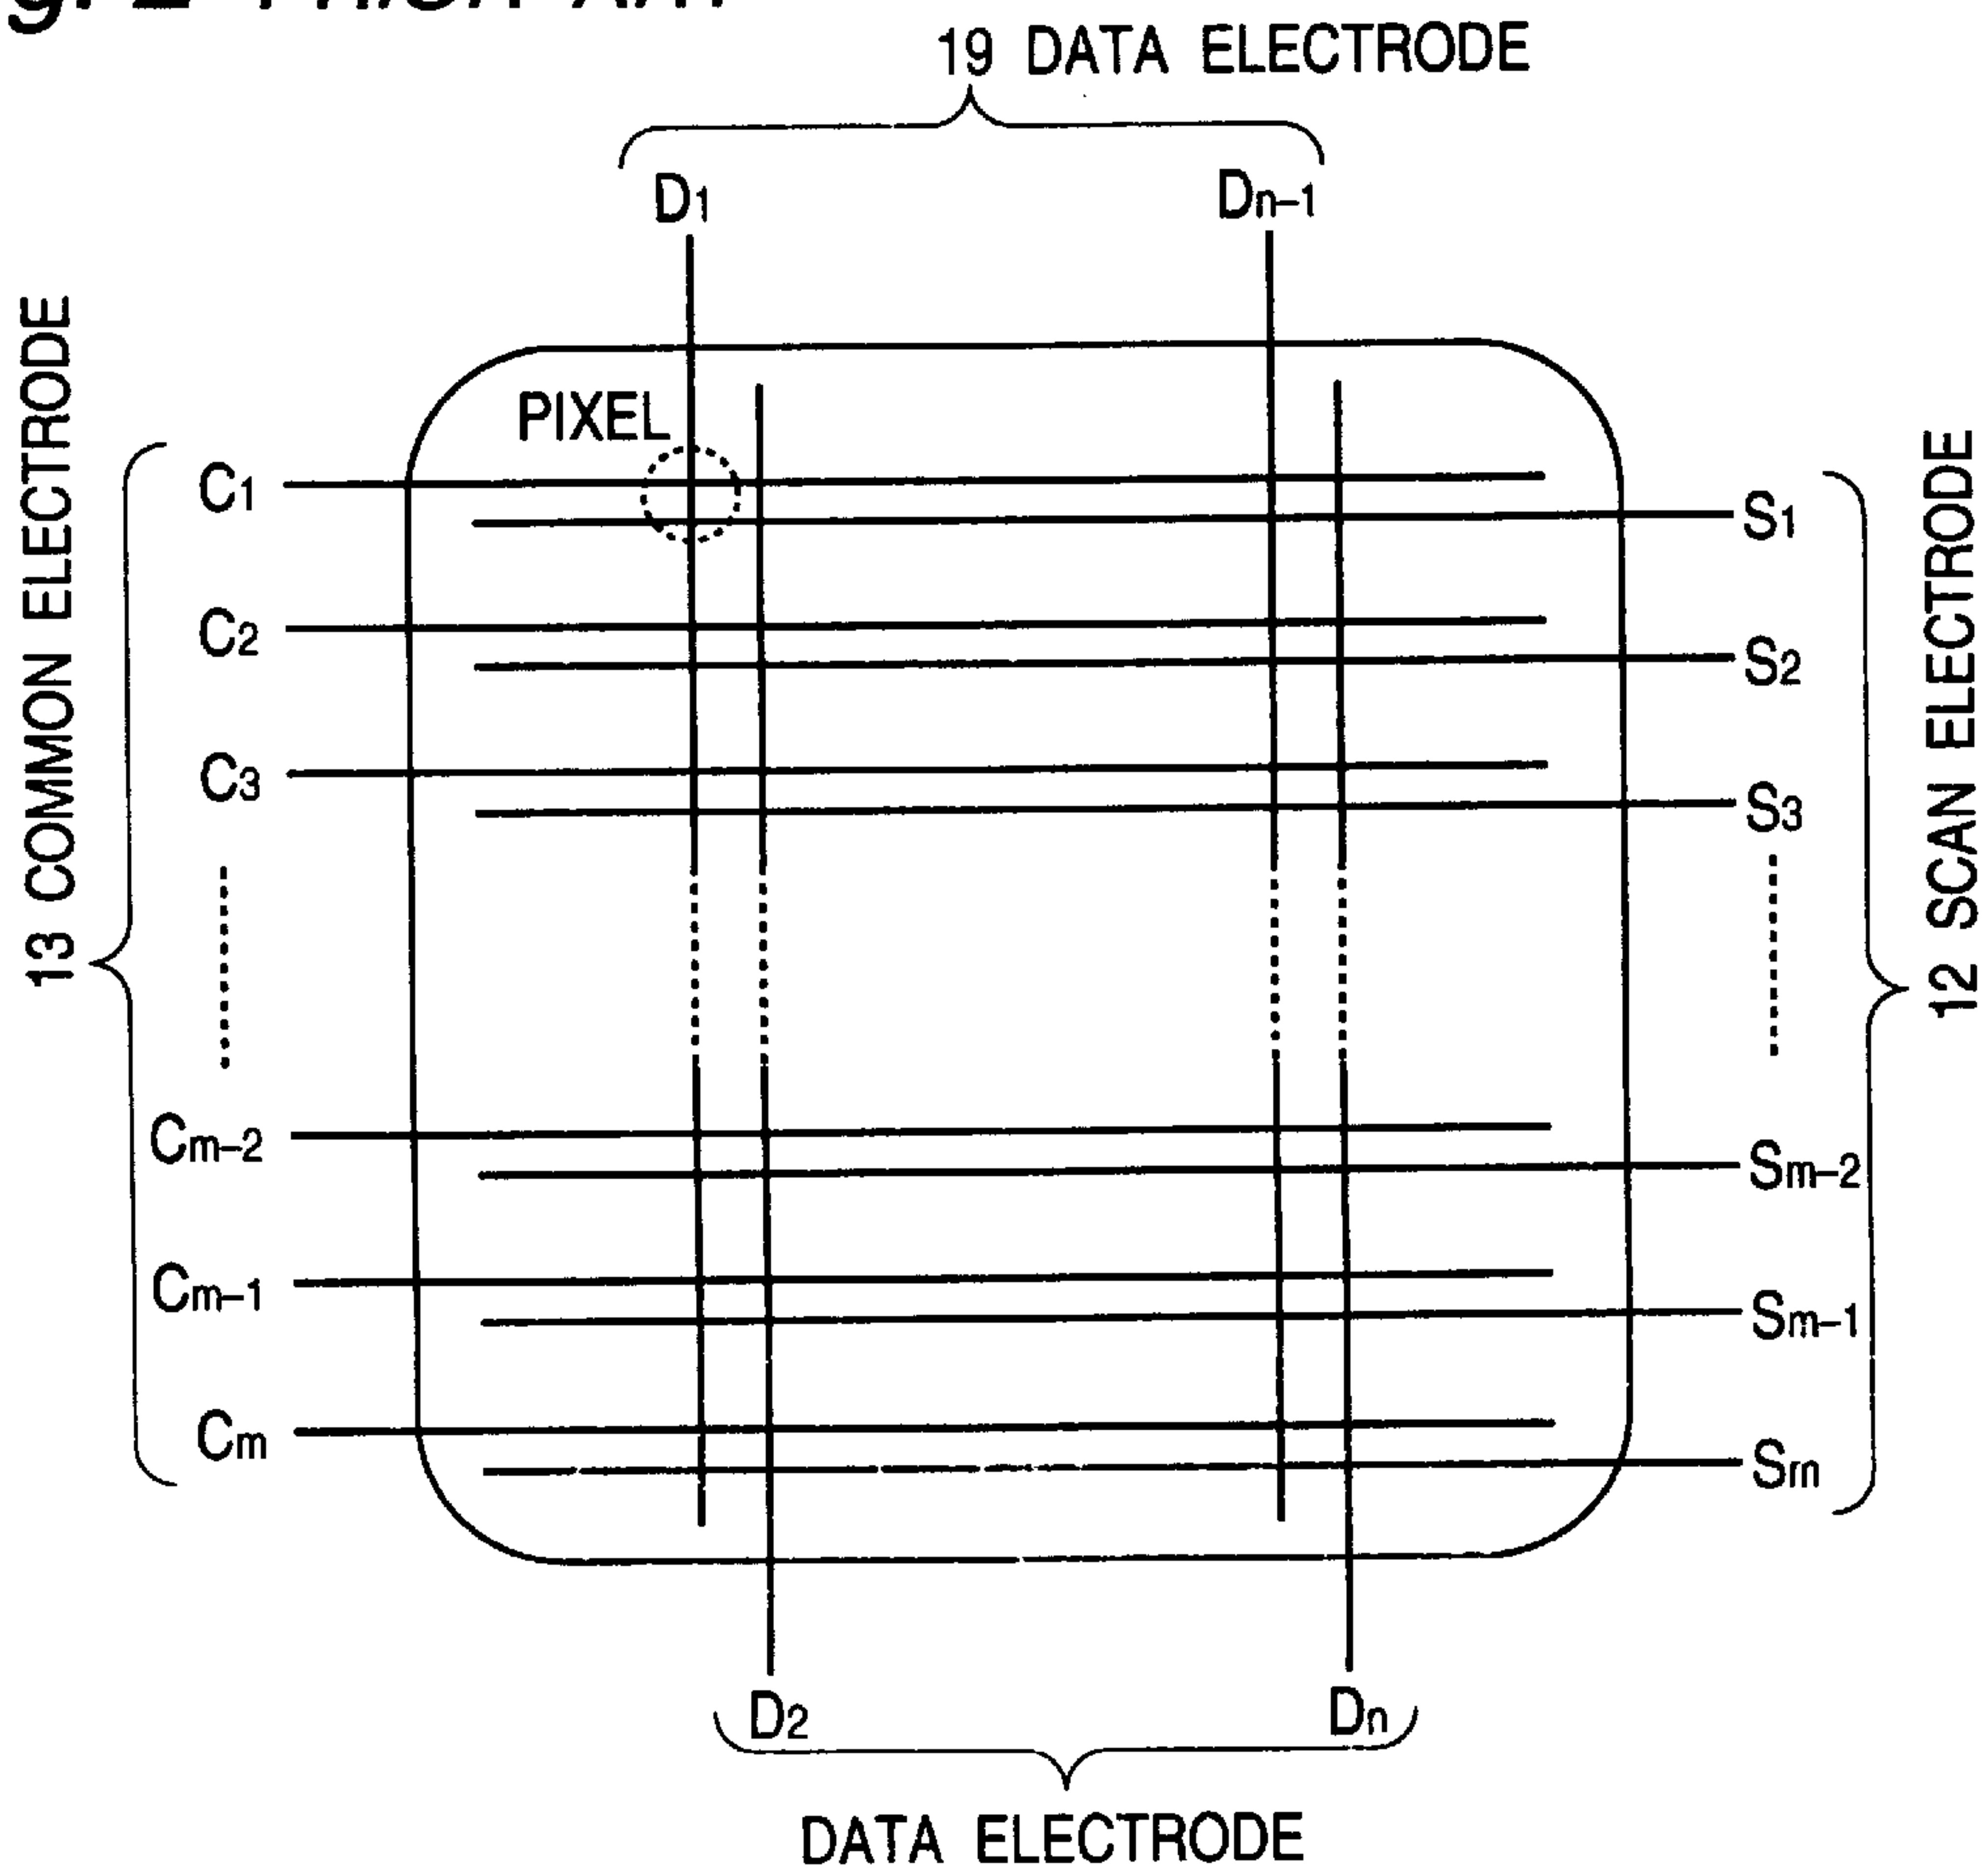 19 DATA ELECTRODE
D1
Dn-1
13 COMMON ELECTRODE
PIXEL
C1
S1
C2
S2
C3
S3
12 SCAN ELECTRODE
Cm-2
Sm-2
Cm-1
Sm-1
Cm
Sm
D2
Dn
DATA ELECTRODE